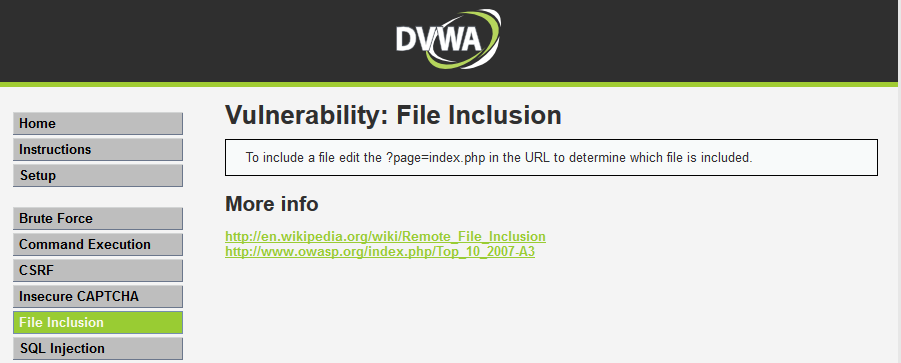 DVWA
Home
Instructions
Setup
Brute Force
Command Execution
CSRF
Insecure CAPTCHA
File Inclusion
SQL Injection
Vulnerability: File Inclusion
To include a file edit the ?page=index.php in the URL to determine which file is included.
More info
http://en.wikipedia.org/wiki/Remote_File_Inclusion
http://www.owasp.org/index.php/Top_10_2007-A3